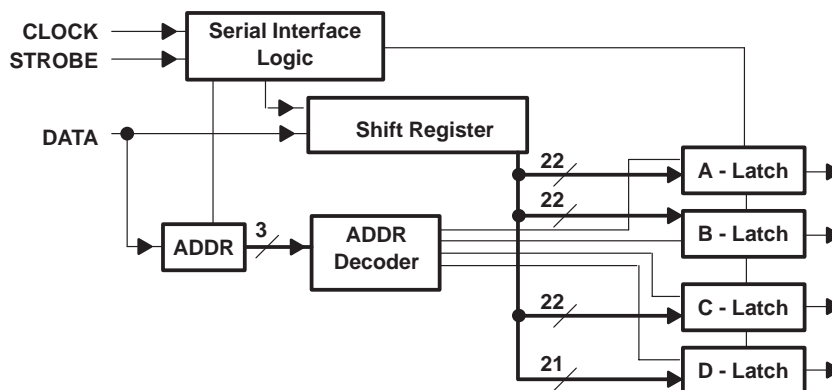 CLOCK
STROBE
Serial Interface
Logic
DATA
Shift Register
22
A - Latch
22
B - Latch
ADDR
3
ADDR
Decoder
22
C - Latch
21
D - Latch